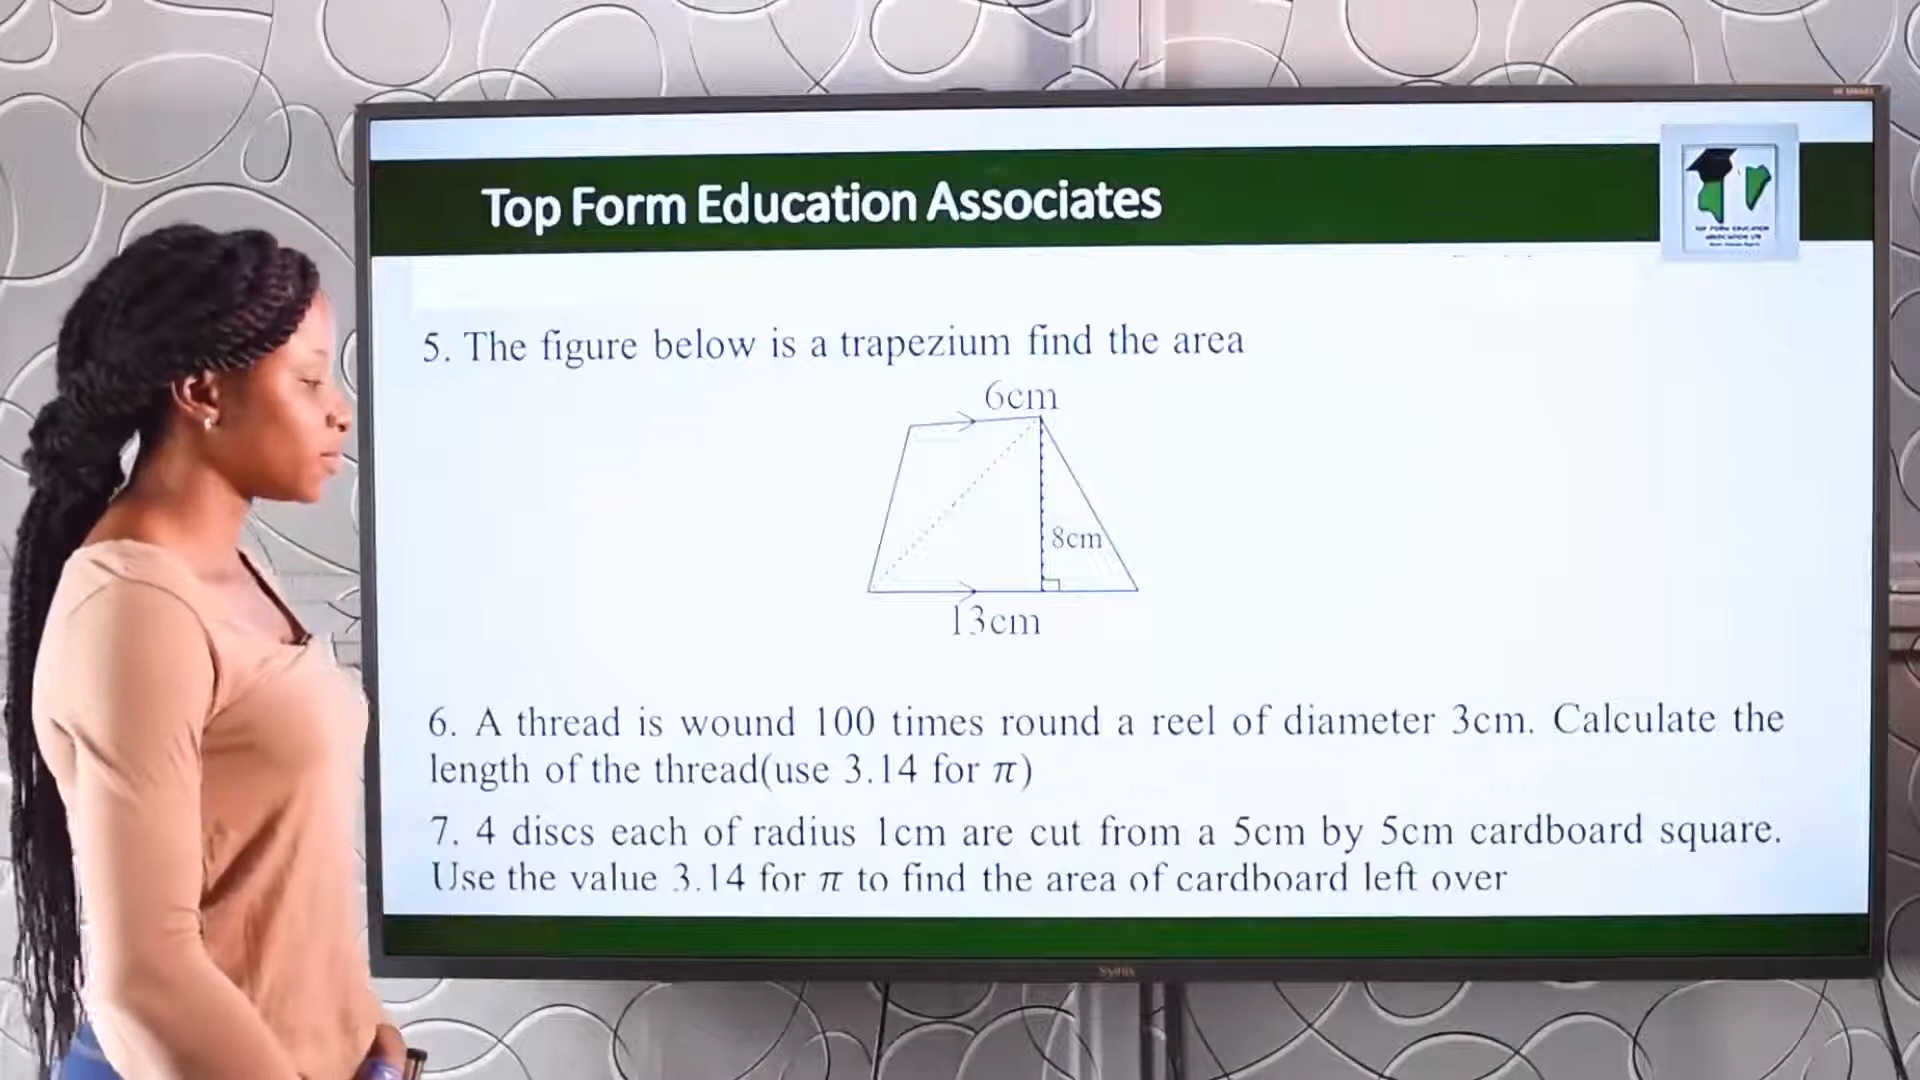 Top Form Education Associates
5. The figure below is a trapezium find the area
6cm
8cm
13cm
6. A thread is wound 100 times round a reel of diameter 3cm. Calculate the
length of the thread(use 3.14 for π)
7. 4 discs each of radius 1cm are cut from a 5cm by 5cm cardboard square.
Use the value 3.14 for π to find the area of cardboard left over